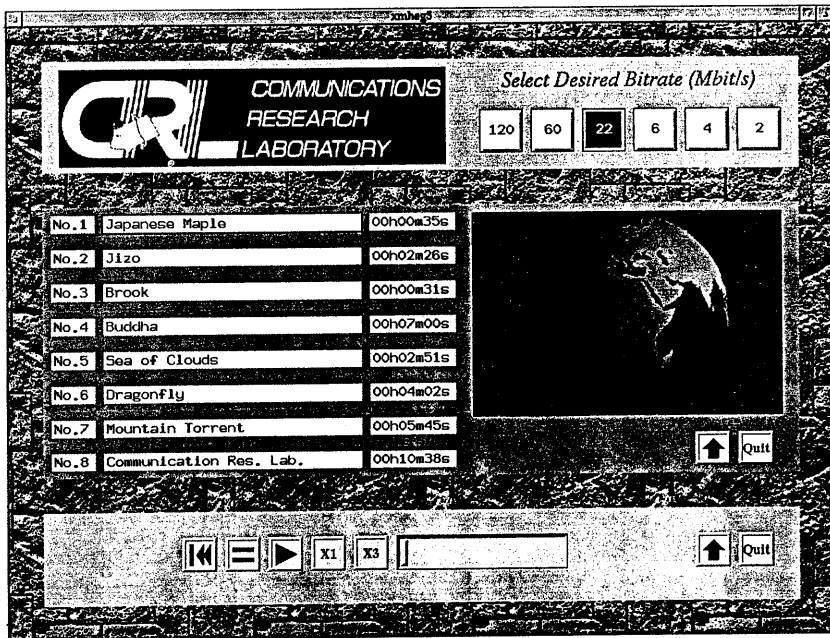 xmheg5
CRL
COMMUNICATIONS
RESEARCH
LABORATORY
Select Desired Bitrate (Mbit/s)
120 60 22 6 4 2
No.1 Japanese Maple 00h00m35s
No.2 Jizo 00h02m26s
No.3 Brook 00h00m31s
No.4 Buddha 00h07m00s
No.5 Sea of Clouds 00h02m51s
No.6 Dragonfly 00h04m02s
No.7 Mountain Torrent 00h05m45s
No.8 Communication Res. Lab. 00h10m38s
Quit
X1 X3 Quit